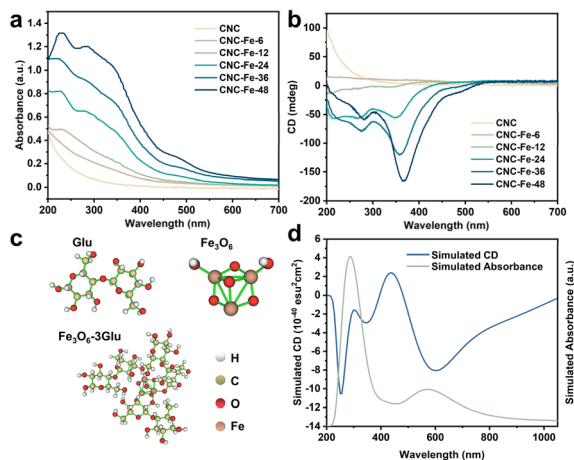 a
1.4
1.2
1.0
0.8
0.6
0.4
0.2
0.0
Absorbance (a.u.)
CNC
CNC-Fe-6
CNC-Fe-12
CNC-Fe-24
CNC-Fe-36
CNC-Fe-48
200 300 400 500 600 700
Wavelength (nm)
b
100
50
0
-50
-100
-150
-200
CD (mdeg)
CNC
CNC-Fe-6
CNC-Fe-12
CNC-Fe-24
CNC-Fe-36
CNC-Fe-48
200 300 400 500 600 700
Wavelength (nm)
c
Glu
Fe₃O₆
Fe₃O₆-3Glu
H
C
O
Fe
d
6
4
2
0
-2
-4
-6
-8
-10
-12
-14
Simulated CD (10⁻⁴⁰ esu²cm²)
Simulated CD
Simulated Absorbance
Simulated Absorbance (a.u.)
200 400 600 800 1000
Wavelength (nm)